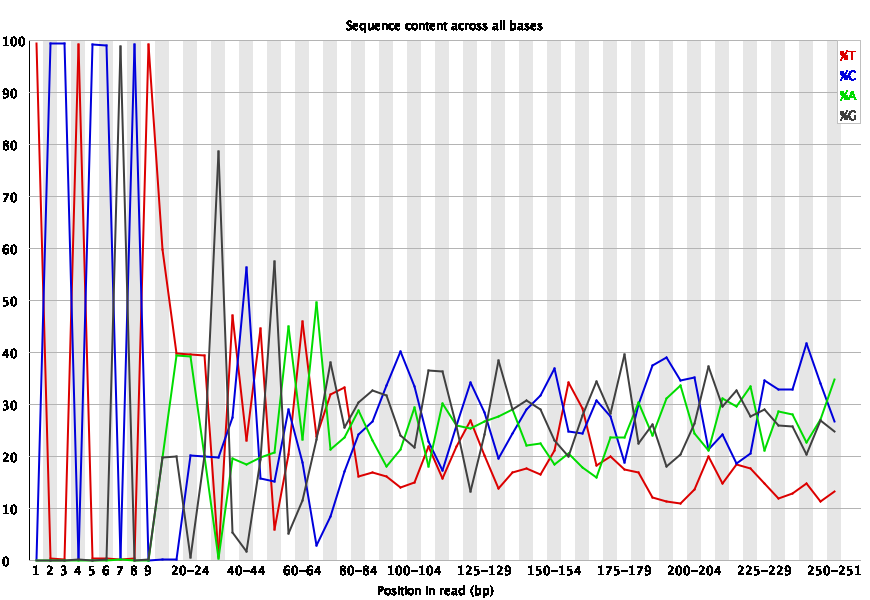 Sequence content across all bases
100
90
80
70
60
50
40
30
20
10
0
%T
%C
%A
%G
1 2 3 4 5 6 7 8 9 20-24 40-44 60-64 80-84 100-104 125-129 150-154 175-179 200-204 225-229 250-251
Position in read (bp)